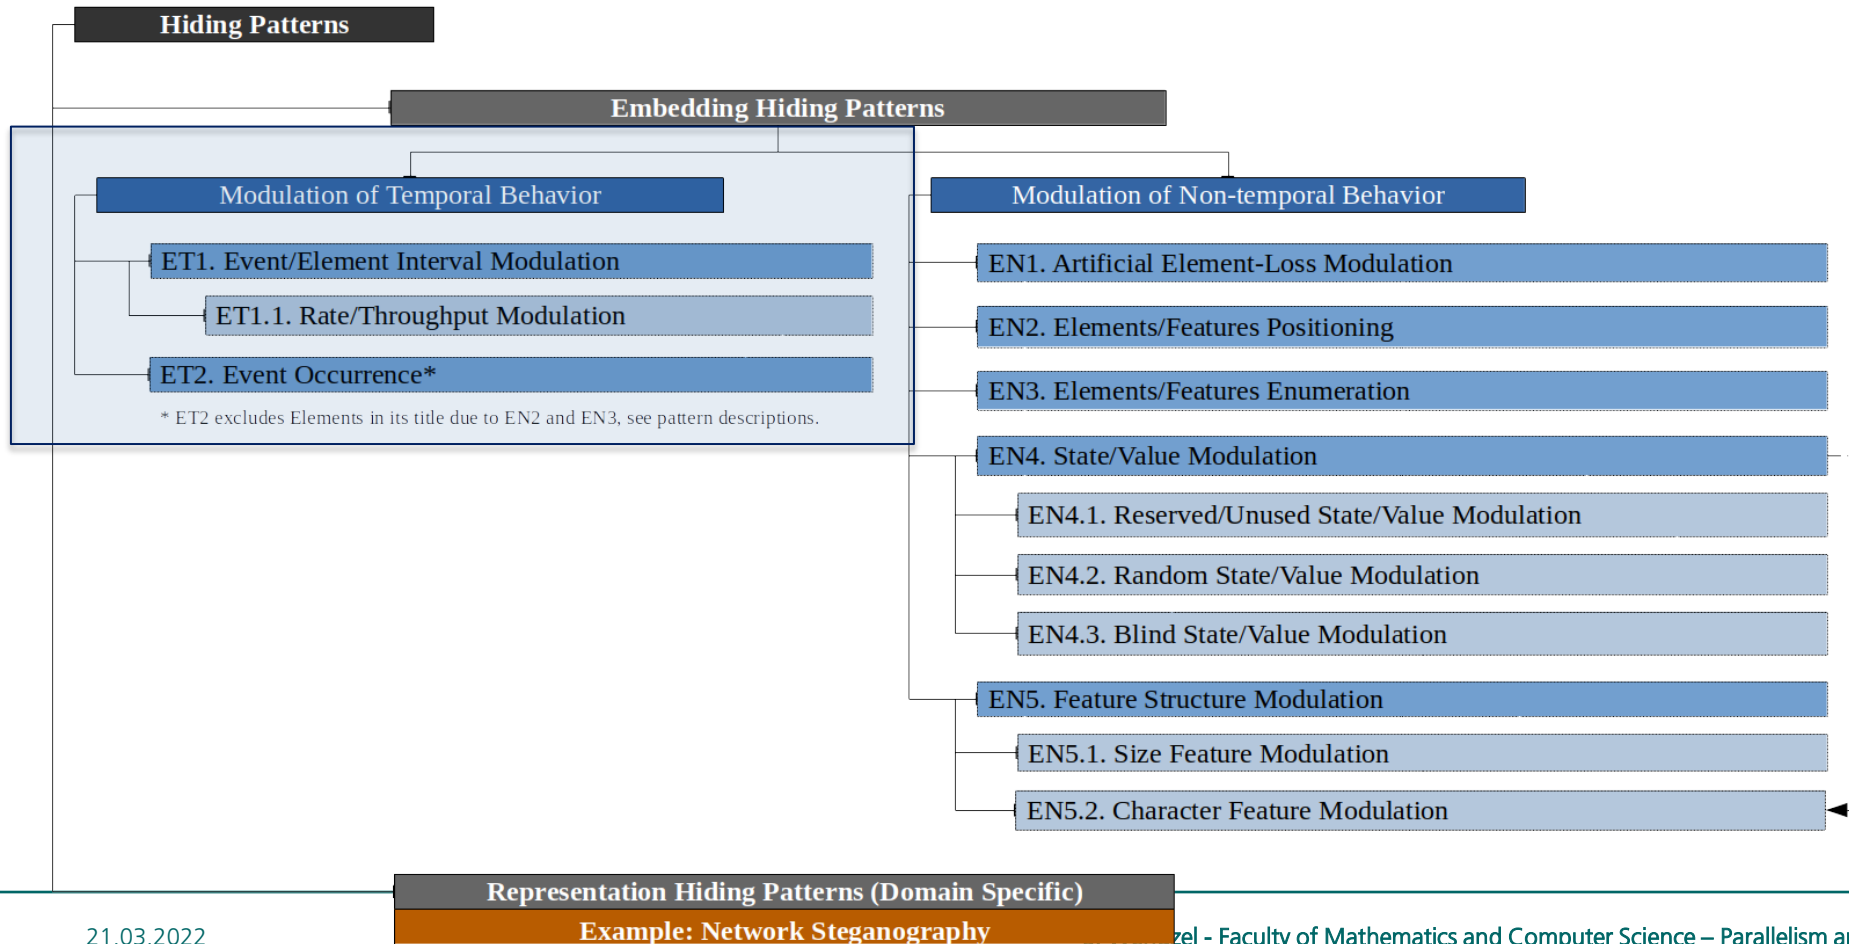 Hiding Patterns
Embedding Hiding Patterns
Modulation of Temporal Behavior
ET1. Event/Element Interval Modulation
ET1.1. Rate/Throughput Modulation
ET2. Event Occurrence*
* ET2 excludes Elements in its title due to EN2 and EN3, see pattern descriptions.
Modulation of Non-temporal Behavior
EN1. Artificial Element-Loss Modulation
EN2. Elements/Features Positioning
EN3. Elements/Features Enumeration
EN4. State/Value Modulation
EN4.1. Reserved/Unused State/Value Modulation
EN4.2. Random State/Value Modulation
EN4.3. Blind State/Value Modulation
EN5. Feature Structure Modulation
EN5.1. Size Feature Modulation
EN5.2. Character Feature Modulation
Representation Hiding Patterns (Domain Specific)
Example: Network Steganography
21.03.2022
- Faculty of Mathematics and Computer Science – Parallelism